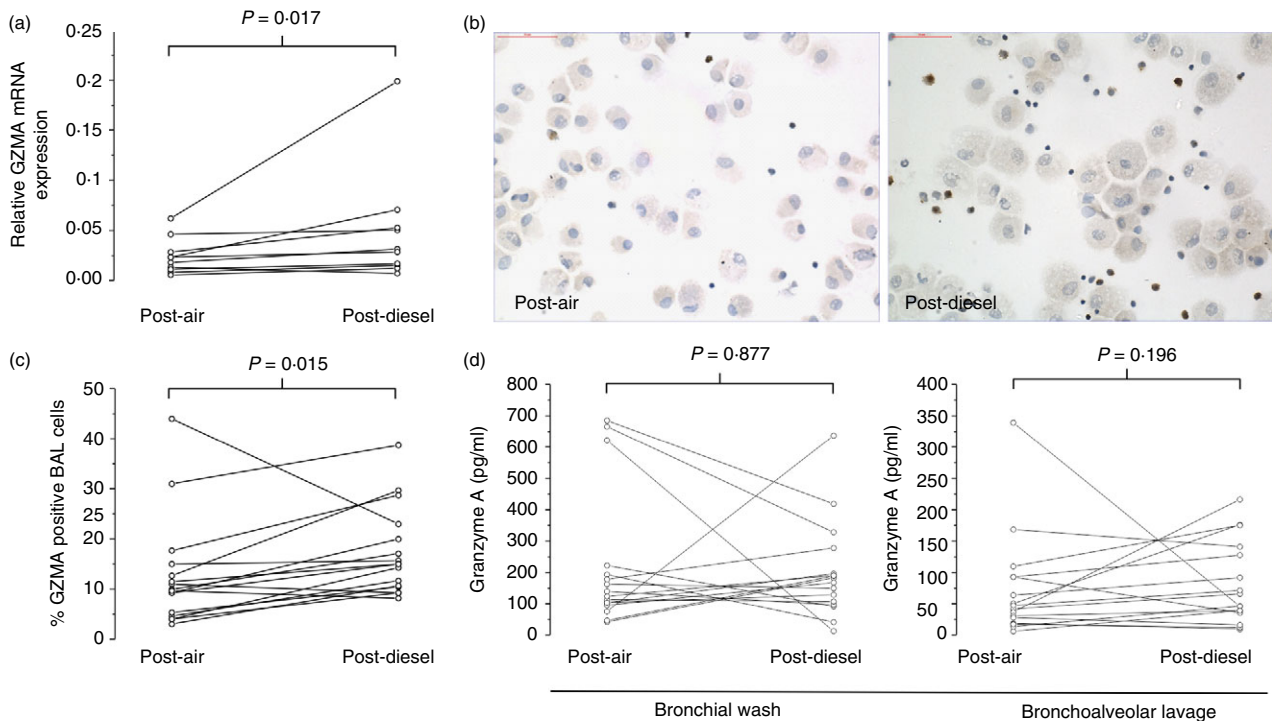 (a)
P = 0·017
Relative GZMA mRNA
expression
0·25
0·2
0·15
0·1
0·05
0·00
Post-air
Post-diesel
(b)
Post-air
Post-diesel
(c)
P = 0·015
% GZMA positive BAL cells
50
45
40
35
30
25
20
15
10
5
0
Post-air
Post-diesel
(d)
P = 0·877
Granzyme A (pg/ml)
800
700
600
500
400
300
200
100
0
Post-air
Post-diesel
P = 0·196
Granzyme A (pg/ml)
400
350
300
250
200
150
100
50
0
Post-air
Post-diesel
Bronchial wash
Bronchoalveolar lavage